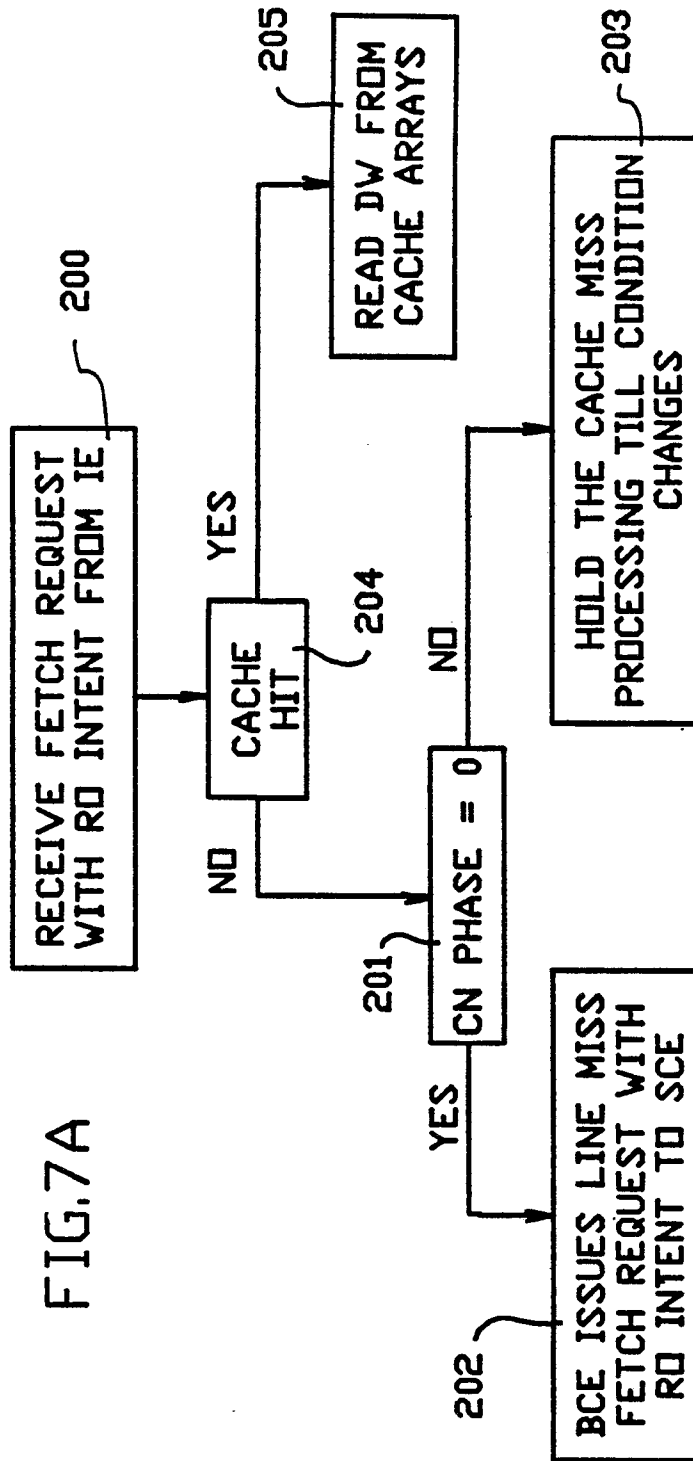 FIG.7A
RECEIVE FETCH REQUEST
WITH RO INTENT FROM IE
200
CACHE
HIT
204
YES
NO
205
READ DW FROM
CACHE ARRAYS
201
CN PHASE = 0
YES
NO
202
BCE ISSUES LINE MISS
FETCH REQUEST WITH
RO INTENT TO SCE
203
HOLD THE CACHE MISS
PROCESSING TILL CONDITION
CHANGES